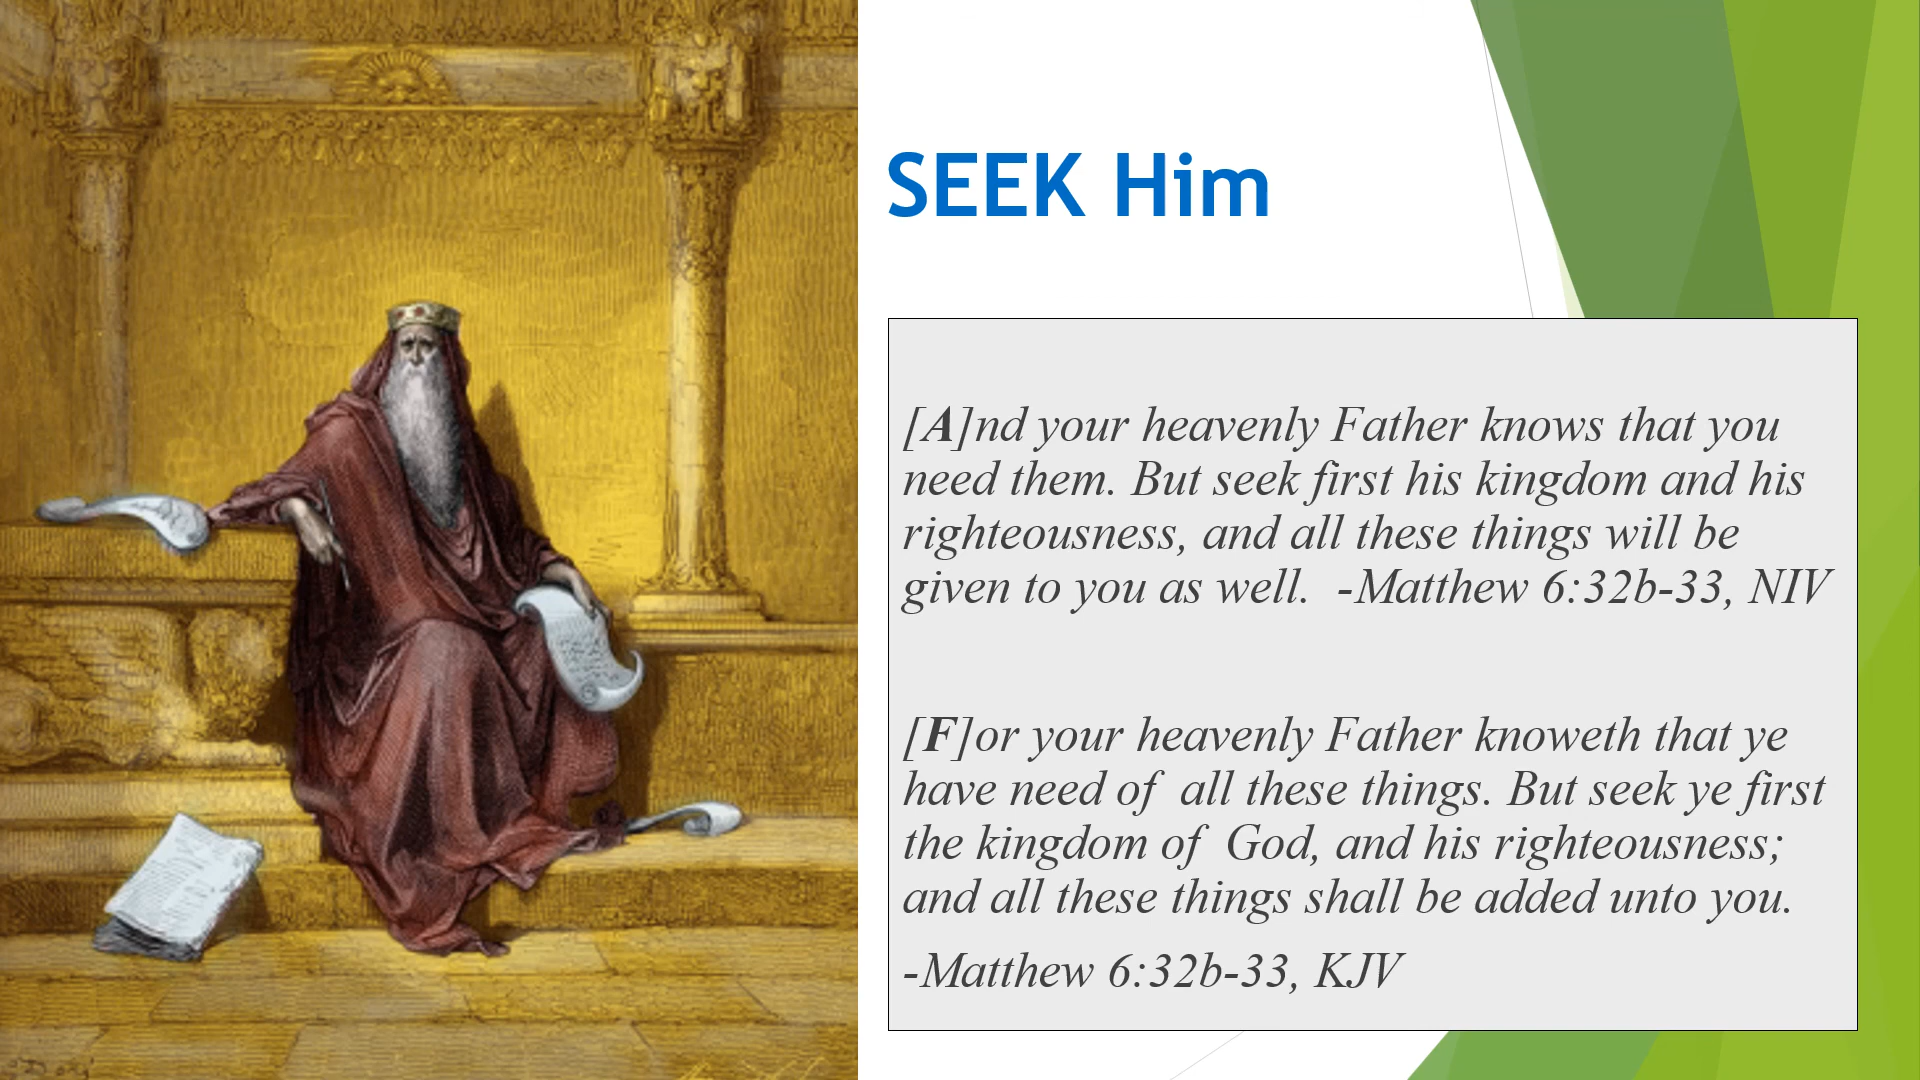 SEEK Him
[A]nd your heavenly Father knows that you
need them. But seek first his kingdom and his
righteousness, and all these things will be
given to you as well.  -Matthew 6:32b-33, NIV
[F]or your heavenly Father knoweth that ye
have need of  all these things. But seek ye first
the kingdom of  God, and his righteousness;
and all these things shall be added unto you.
-Matthew 6:32b-33, KJV